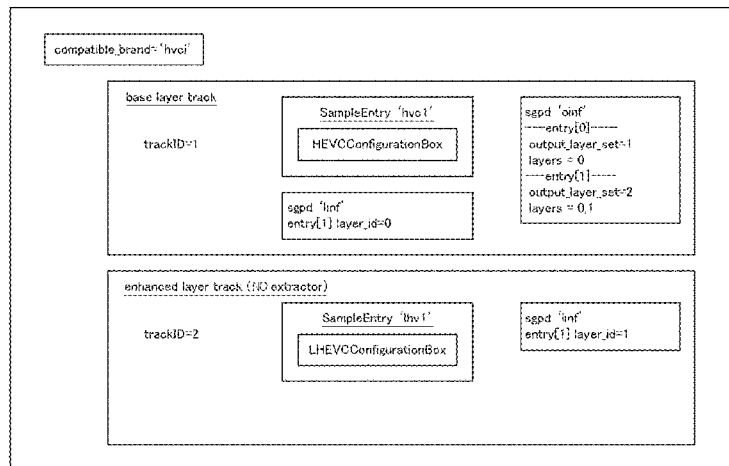 compatible_brand='hvci'
base layer track
trackID=1
SampleEntry 'hvc1'
HEVCConfigurationBox
sgpd 'linf'
entry[1] layer_id=0
sgpd 'oinf'
-----entry[0]------
output_layer_set=1
layers = 0
-----entry[1]-----
output_layer_set=2
layers = 0,1
enhanced layer track (NO extractor)
trackID=2
SampleEntry 'lhv1'
LHEVCConfigurationBox
sgpd 'linf'
entry[1] layer_id=1